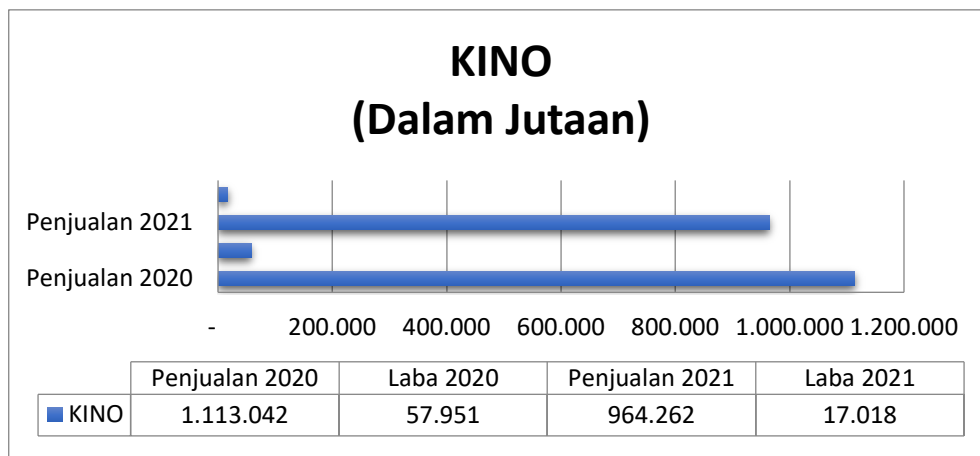 KINO
(Dalam Jutaan)
Penjualan 2021
Penjualan 2020
- 200.000 400.000 600.000 800.000 1.000.000 1.200.000
Penjualan 2020 Laba 2020 Penjualan 2021 Laba 2021
KINO 1.113.042 57.951 964.262 17.018